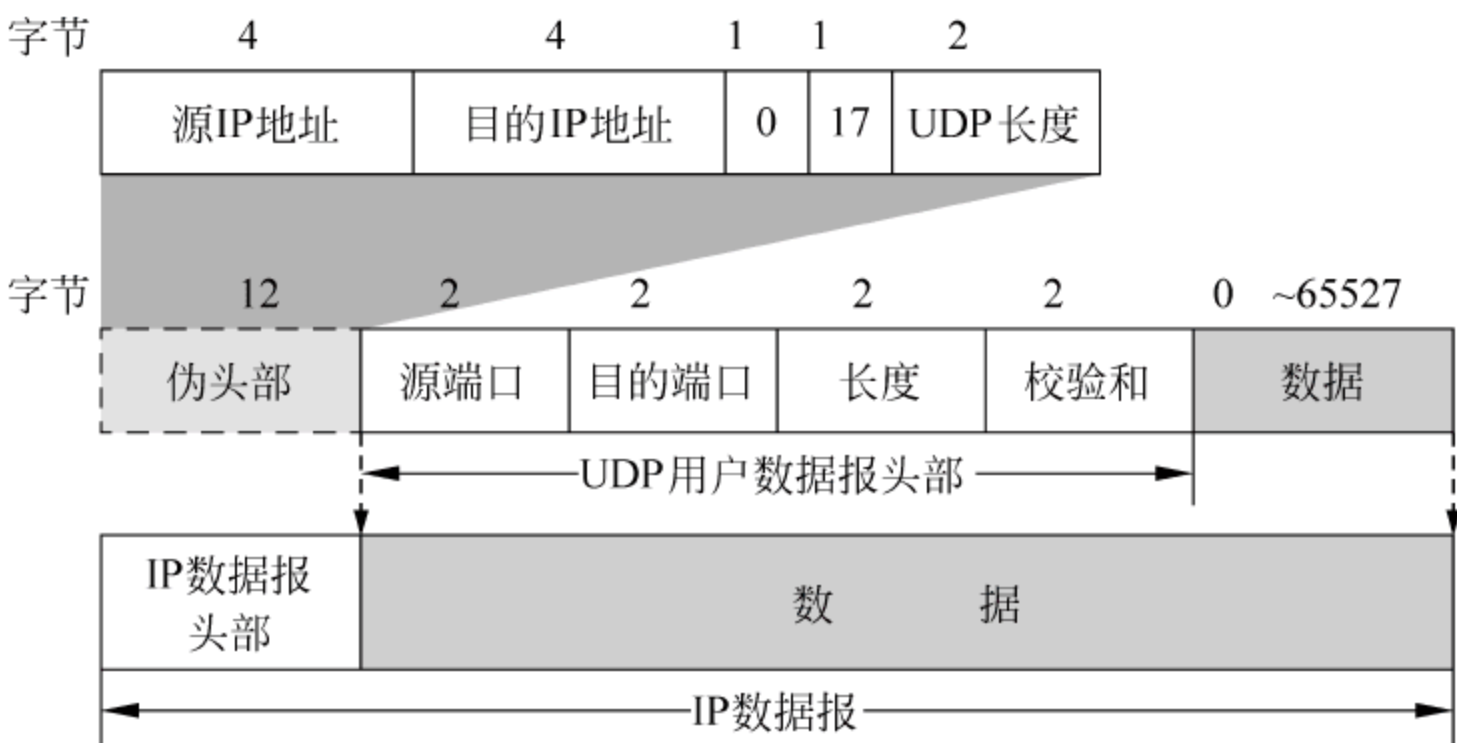 字节 4 4 1 1 2
源IP地址 目的IP地址 0 17 UDP长度
字节 12 2 2 2 2 0 ~65527
伪头部 源端口 目的端口 长度 校验和 数据
UDP用户数据报头部
IP数据报
头部
数 据
IP数据报